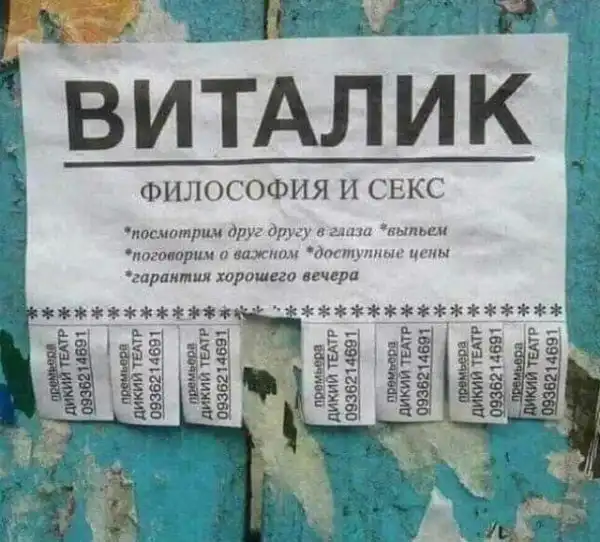 ВИТАЛИК
ФИЛОСОФИЯ И СЕКС
*посмотрим друг другу в глаза *выпьем
*поговорим о важном *доступные цены
*гарантия хорошего вечера
***************************************
премьера
ДИКИЙ ТЕАТР
0936214691
премьера
ДИКИЙ ТЕАТР
0936214691
премьера
ДИКИЙ ТЕАТР
0936214691
премьера
ДИКИЙ ТЕАТР
0936214691
премьера
ДИКИЙ ТЕАТР
0936214691
премьера
ДИКИЙ ТЕАТР
0936214691
премьера
ДИКИЙ ТЕАТР
0936214691